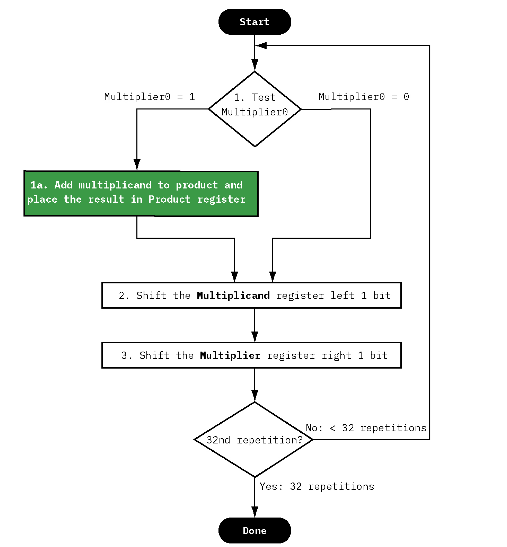 Start
Multiplier0 = 1
1. Test
Multiplier0
Multiplier0 = 0
1a. Add multiplicand to product and
place the result in Product register
2. Shift the Multiplicand register left 1 bit
3. Shift the Multiplier register right 1 bit
32nd repetition?
No: < 32 repetitions
Yes: 32 repetitions
Done